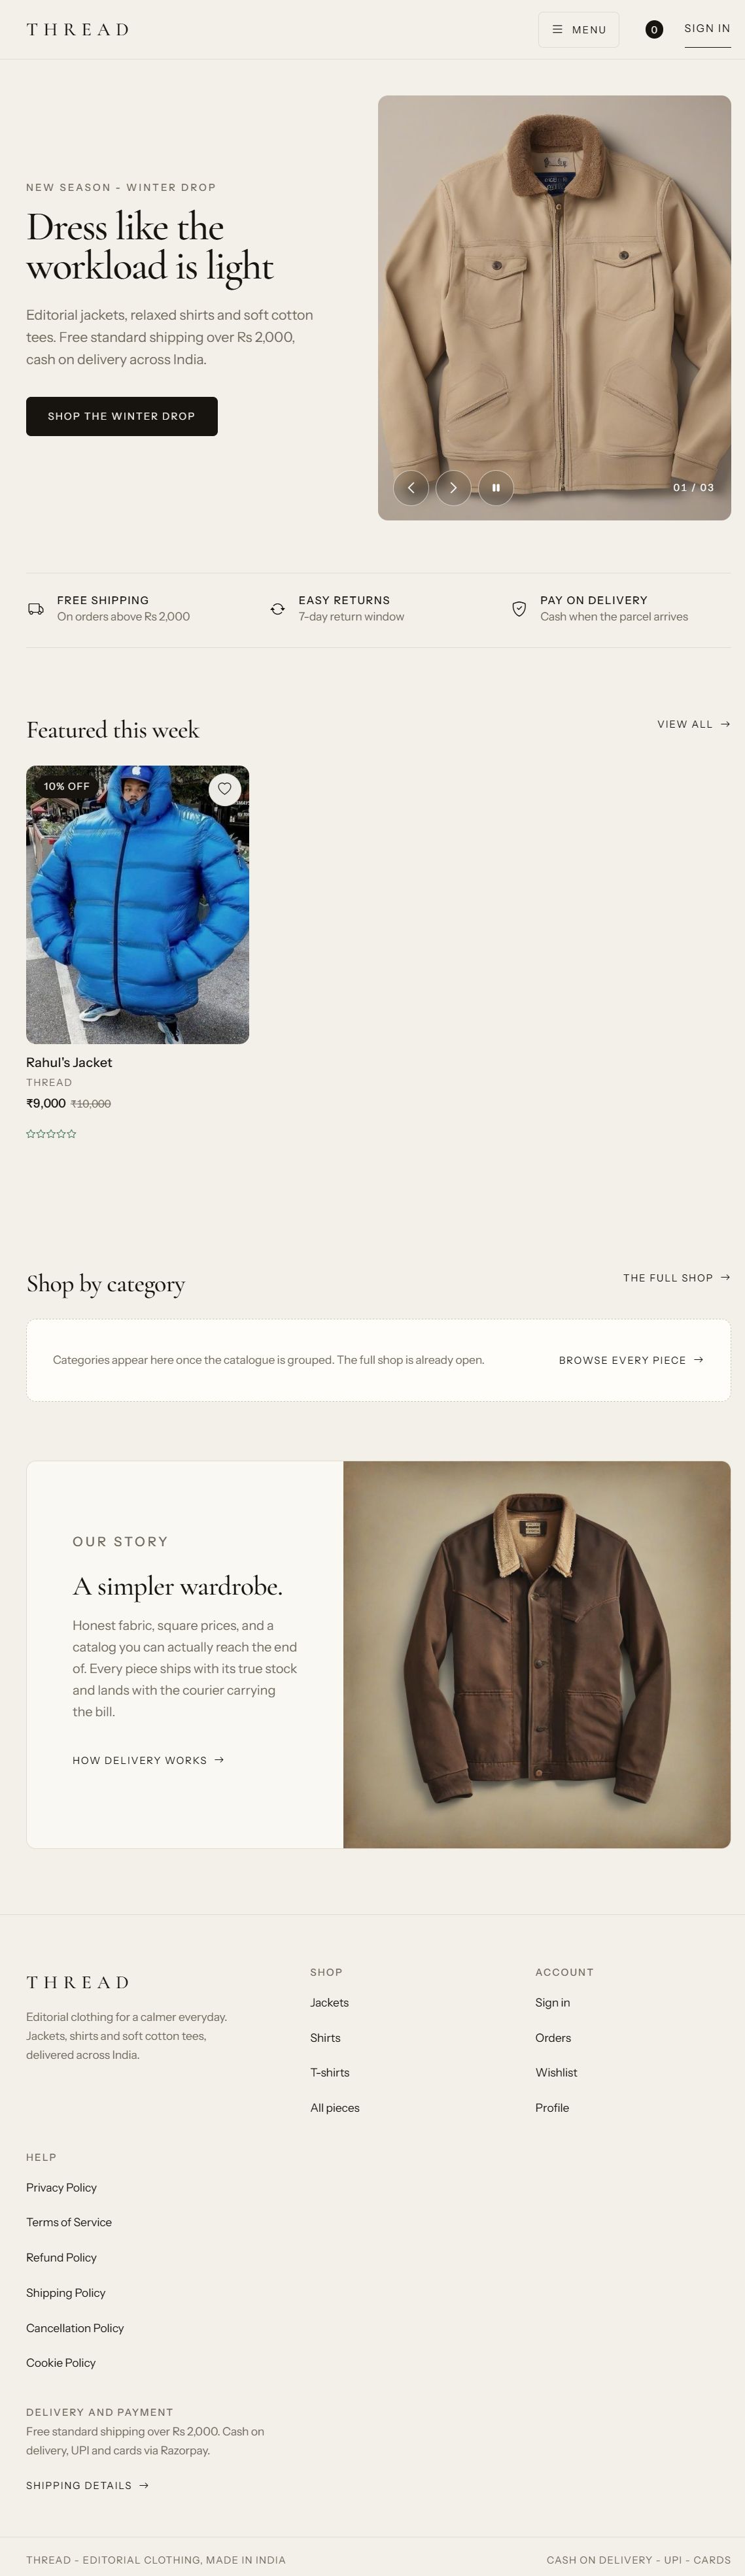 THREAD
MENU
0
SIGN IN
NEW SEASON - WINTER DROP
Dress like the
workload is light
Editorial jackets, relaxed shirts and soft cotton
tees. Free standard shipping over Rs 2,000,
cash on delivery across India.
SHOP THE WINTER DROP
01 / 03
FREE SHIPPING
On orders above Rs 2,000
EASY RETURNS
7-day return window
PAY ON DELIVERY
Cash when the parcel arrives
Featured this week
VIEW ALL →
10% OFF
Rahul's Jacket
THREAD
₹9,000 ₹10,000
Shop by category
THE FULL SHOP →
Categories appear here once the catalogue is grouped. The full shop is already open.
BROWSE EVERY PIECE →
OUR STORY
A simpler wardrobe.
Honest fabric, square prices, and a
catalog you can actually reach the end
of. Every piece ships with its true stock
and lands with the courier carrying
the bill.
HOW DELIVERY WORKS →
THREAD
Editorial clothing for a calmer everyday.
Jackets, shirts and soft cotton tees,
delivered across India.
SHOP
Jackets
Shirts
T-shirts
All pieces
ACCOUNT
Sign in
Orders
Wishlist
Profile
HELP
Privacy Policy
Terms of Service
Refund Policy
Shipping Policy
Cancellation Policy
Cookie Policy
DELIVERY AND PAYMENT
Free standard shipping over Rs 2,000. Cash on
delivery, UPI and cards via Razorpay.
SHIPPING DETAILS →
THREAD - EDITORIAL CLOTHING, MADE IN INDIA
CASH ON DELIVERY - UPI - CARDS